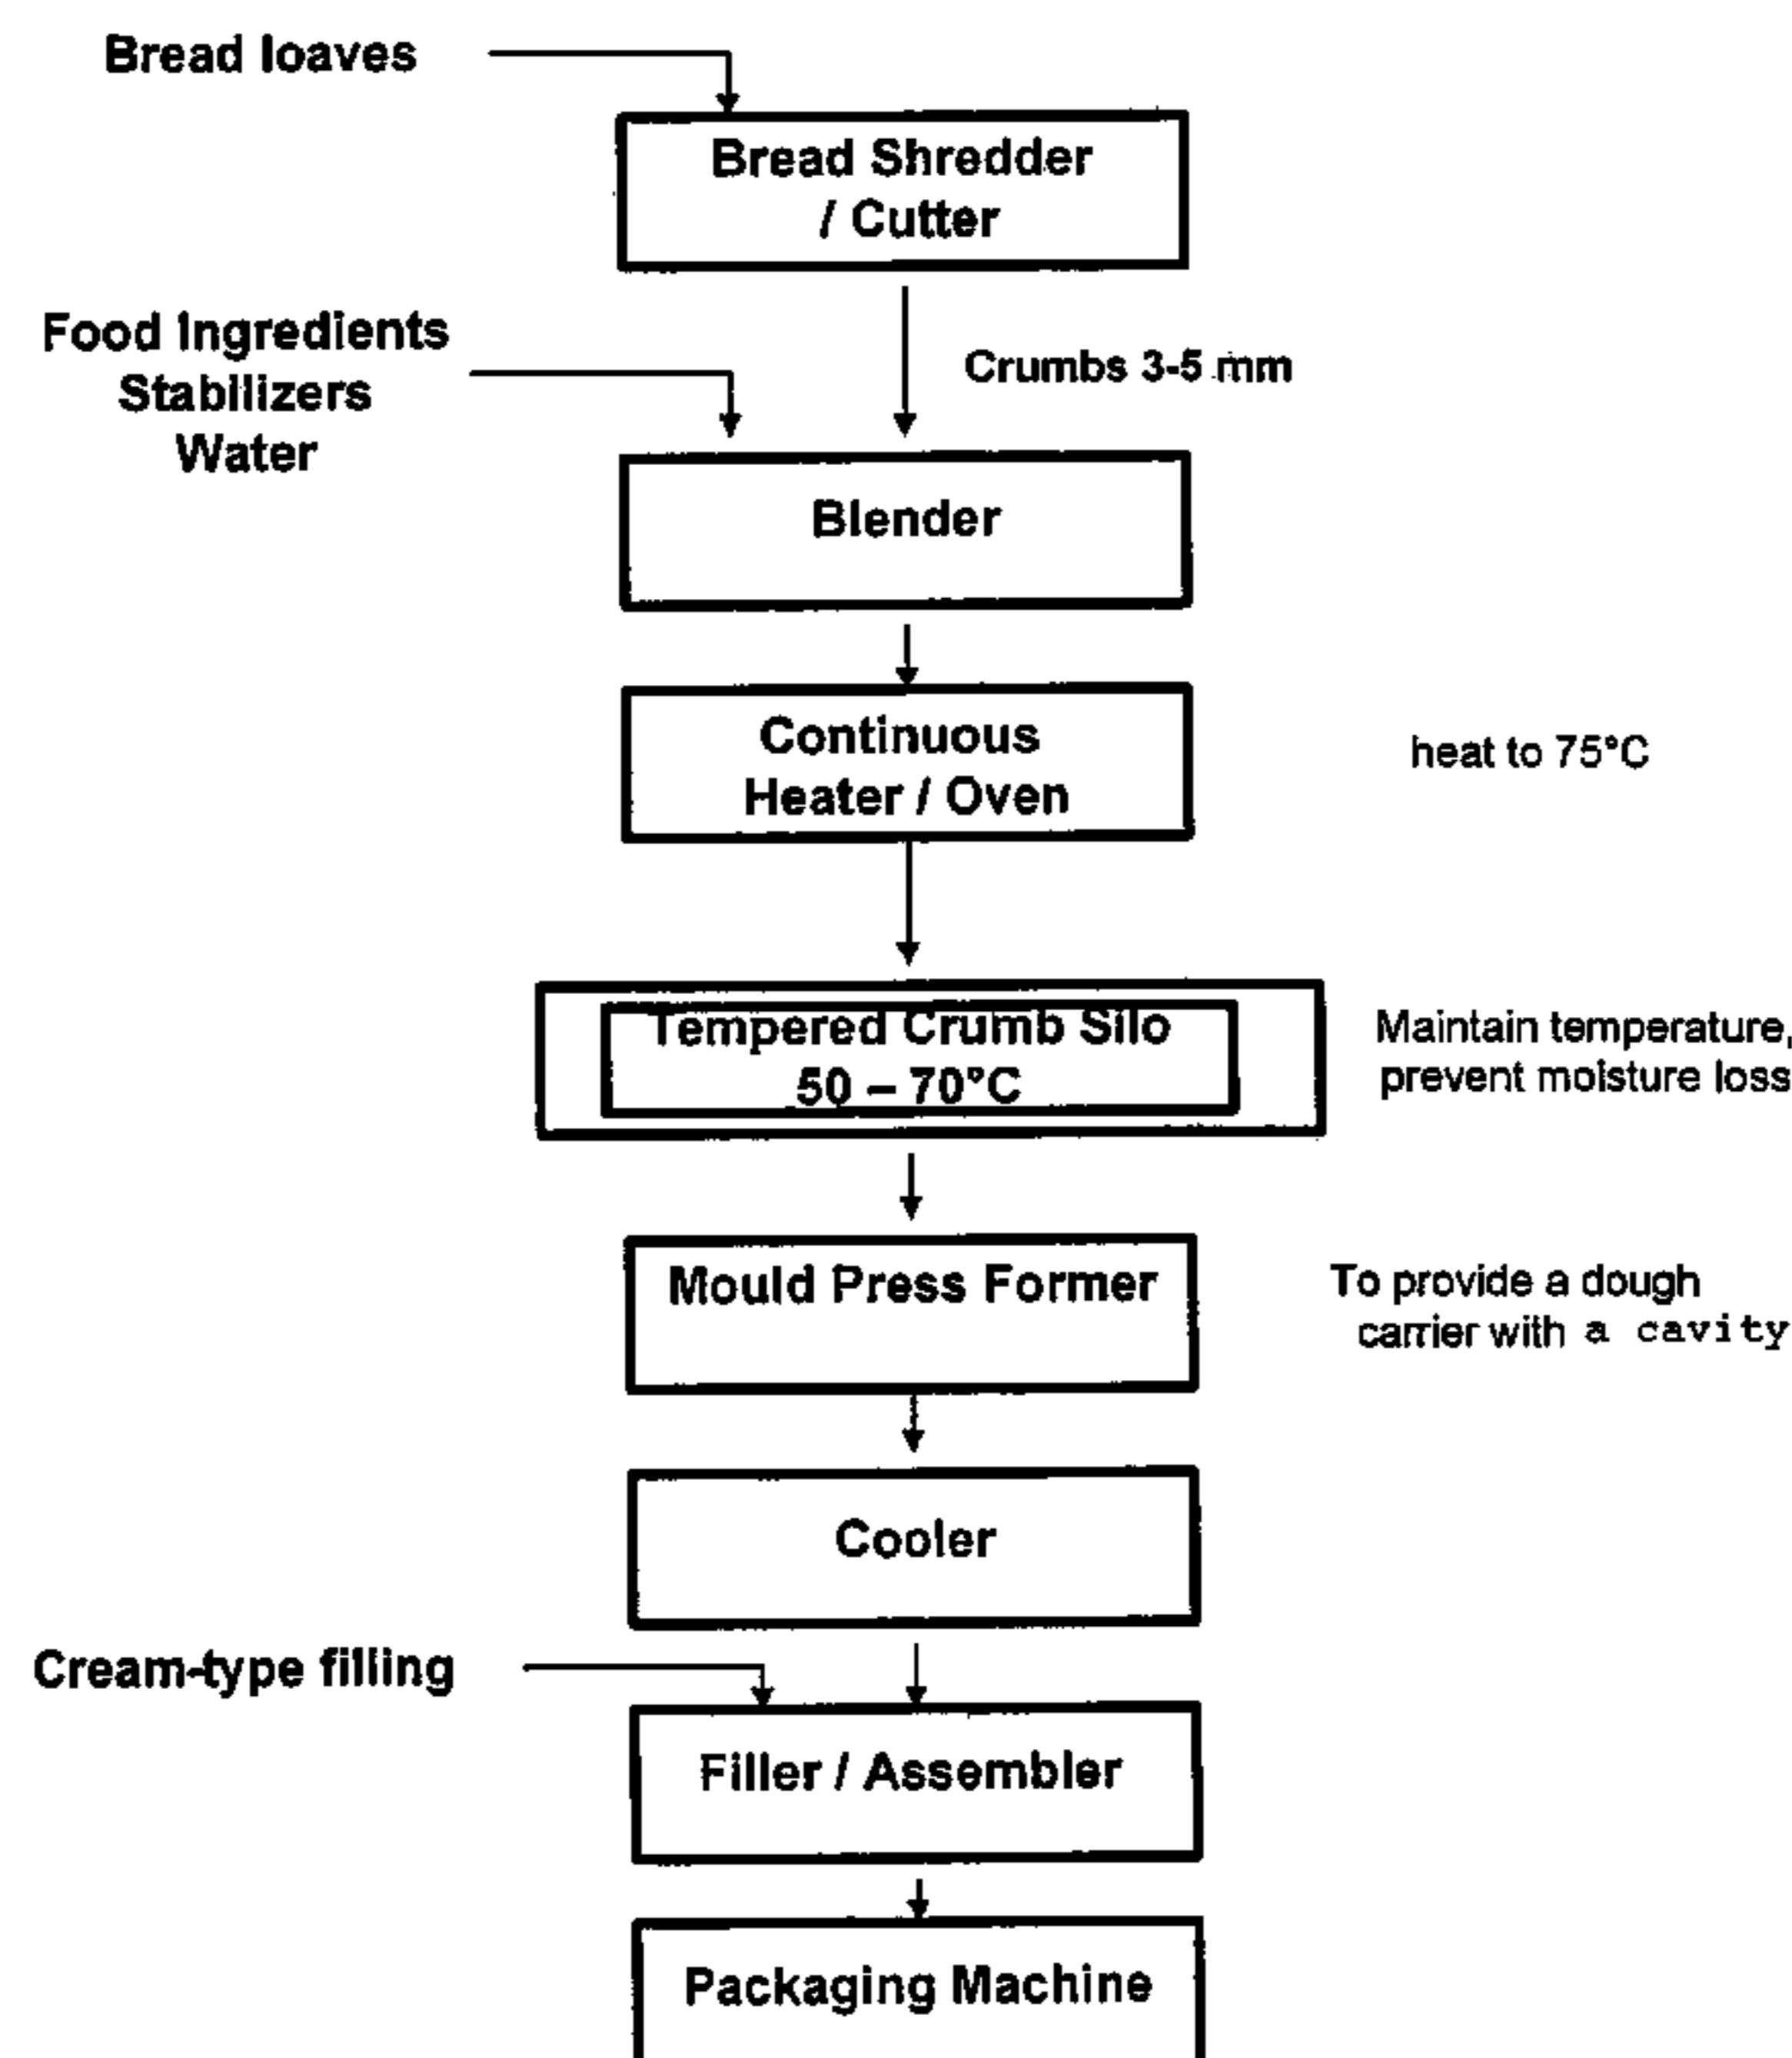 Bread loaves
Bread Shredder
/ Cutter
Food Ingredients
Stabilizers
Water
Crumbs 3-5 mm
Blender
Continuous
Heater / Oven
heat to 75°C
Tempered Crumb Silo
50 – 70°C
Maintain temperature,
prevent moisture loss
Mould Press Former
To provide a dough
carrier with a cavity
Cooler
Cream-type filling
Filler / Assembler
Packaging Machine